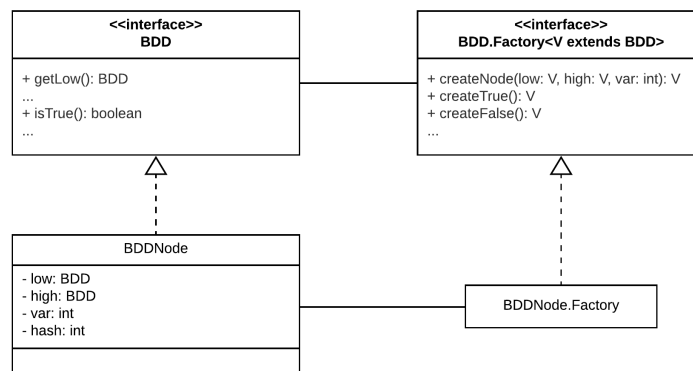 <<interface>>
BDD
+ getLow(): BDD
...
+ isTrue(): boolean
...
<<interface>>
BDD.Factory<V extends BDD>
+ createNode(low: V, high: V, var: int): V
+ createTrue(): V
+ createFalse(): V
...
BDDNode
- low: BDD
- high: BDD
- var: int
- hash: int
BDDNode.Factory